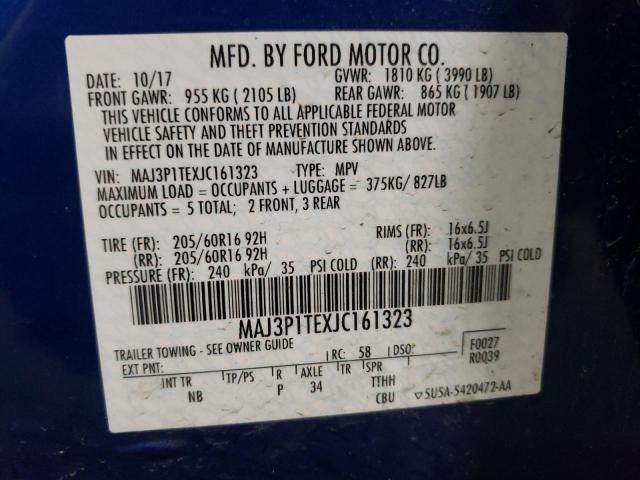 MFD. BY FORD MOTOR CO.
DATE: 10/17 GVWR: 1810 KG ( 3990 LB)
FRONT GAWR: 955 KG ( 2105 LB) REAR GAWR: 865 KG ( 1907 LB)
THIS VEHICLE CONFORMS TO ALL APPLICABLE FEDERAL MOTOR
VEHICLE SAFETY AND THEFT PREVENTION STANDARDS
IN EFFECT ON THE DATE OF MANUFACTURE SHOWN ABOVE.
VIN: MAJ3P1TEXJC161323 TYPE: MPV
MAXIMUM LOAD = OCCUPANTS + LUGGAGE = 375KG/ 827LB
OCCUPANTS = 5 TOTAL; 2 FRONT, 3 REAR
TIRE (FR): 205/60R16 92H RIMS (FR): 16x6.5J
(RR): 205/60R16 92H (RR): 16x6.5J
PRESSURE (FR): 240 kPa/ 35 PSI COLD (RR): 240 kPa/ 35 PSI COLD
MAJ3P1TEXJC161323
TRAILER TOWING - SEE OWNER GUIDE
EXT PNT: RC: 58 DSO: F0027
R0039
INT TR TP/PS R AXLE TR SPR
NB P 34 TTHH
CBU ▽5U5A-5420472-AA